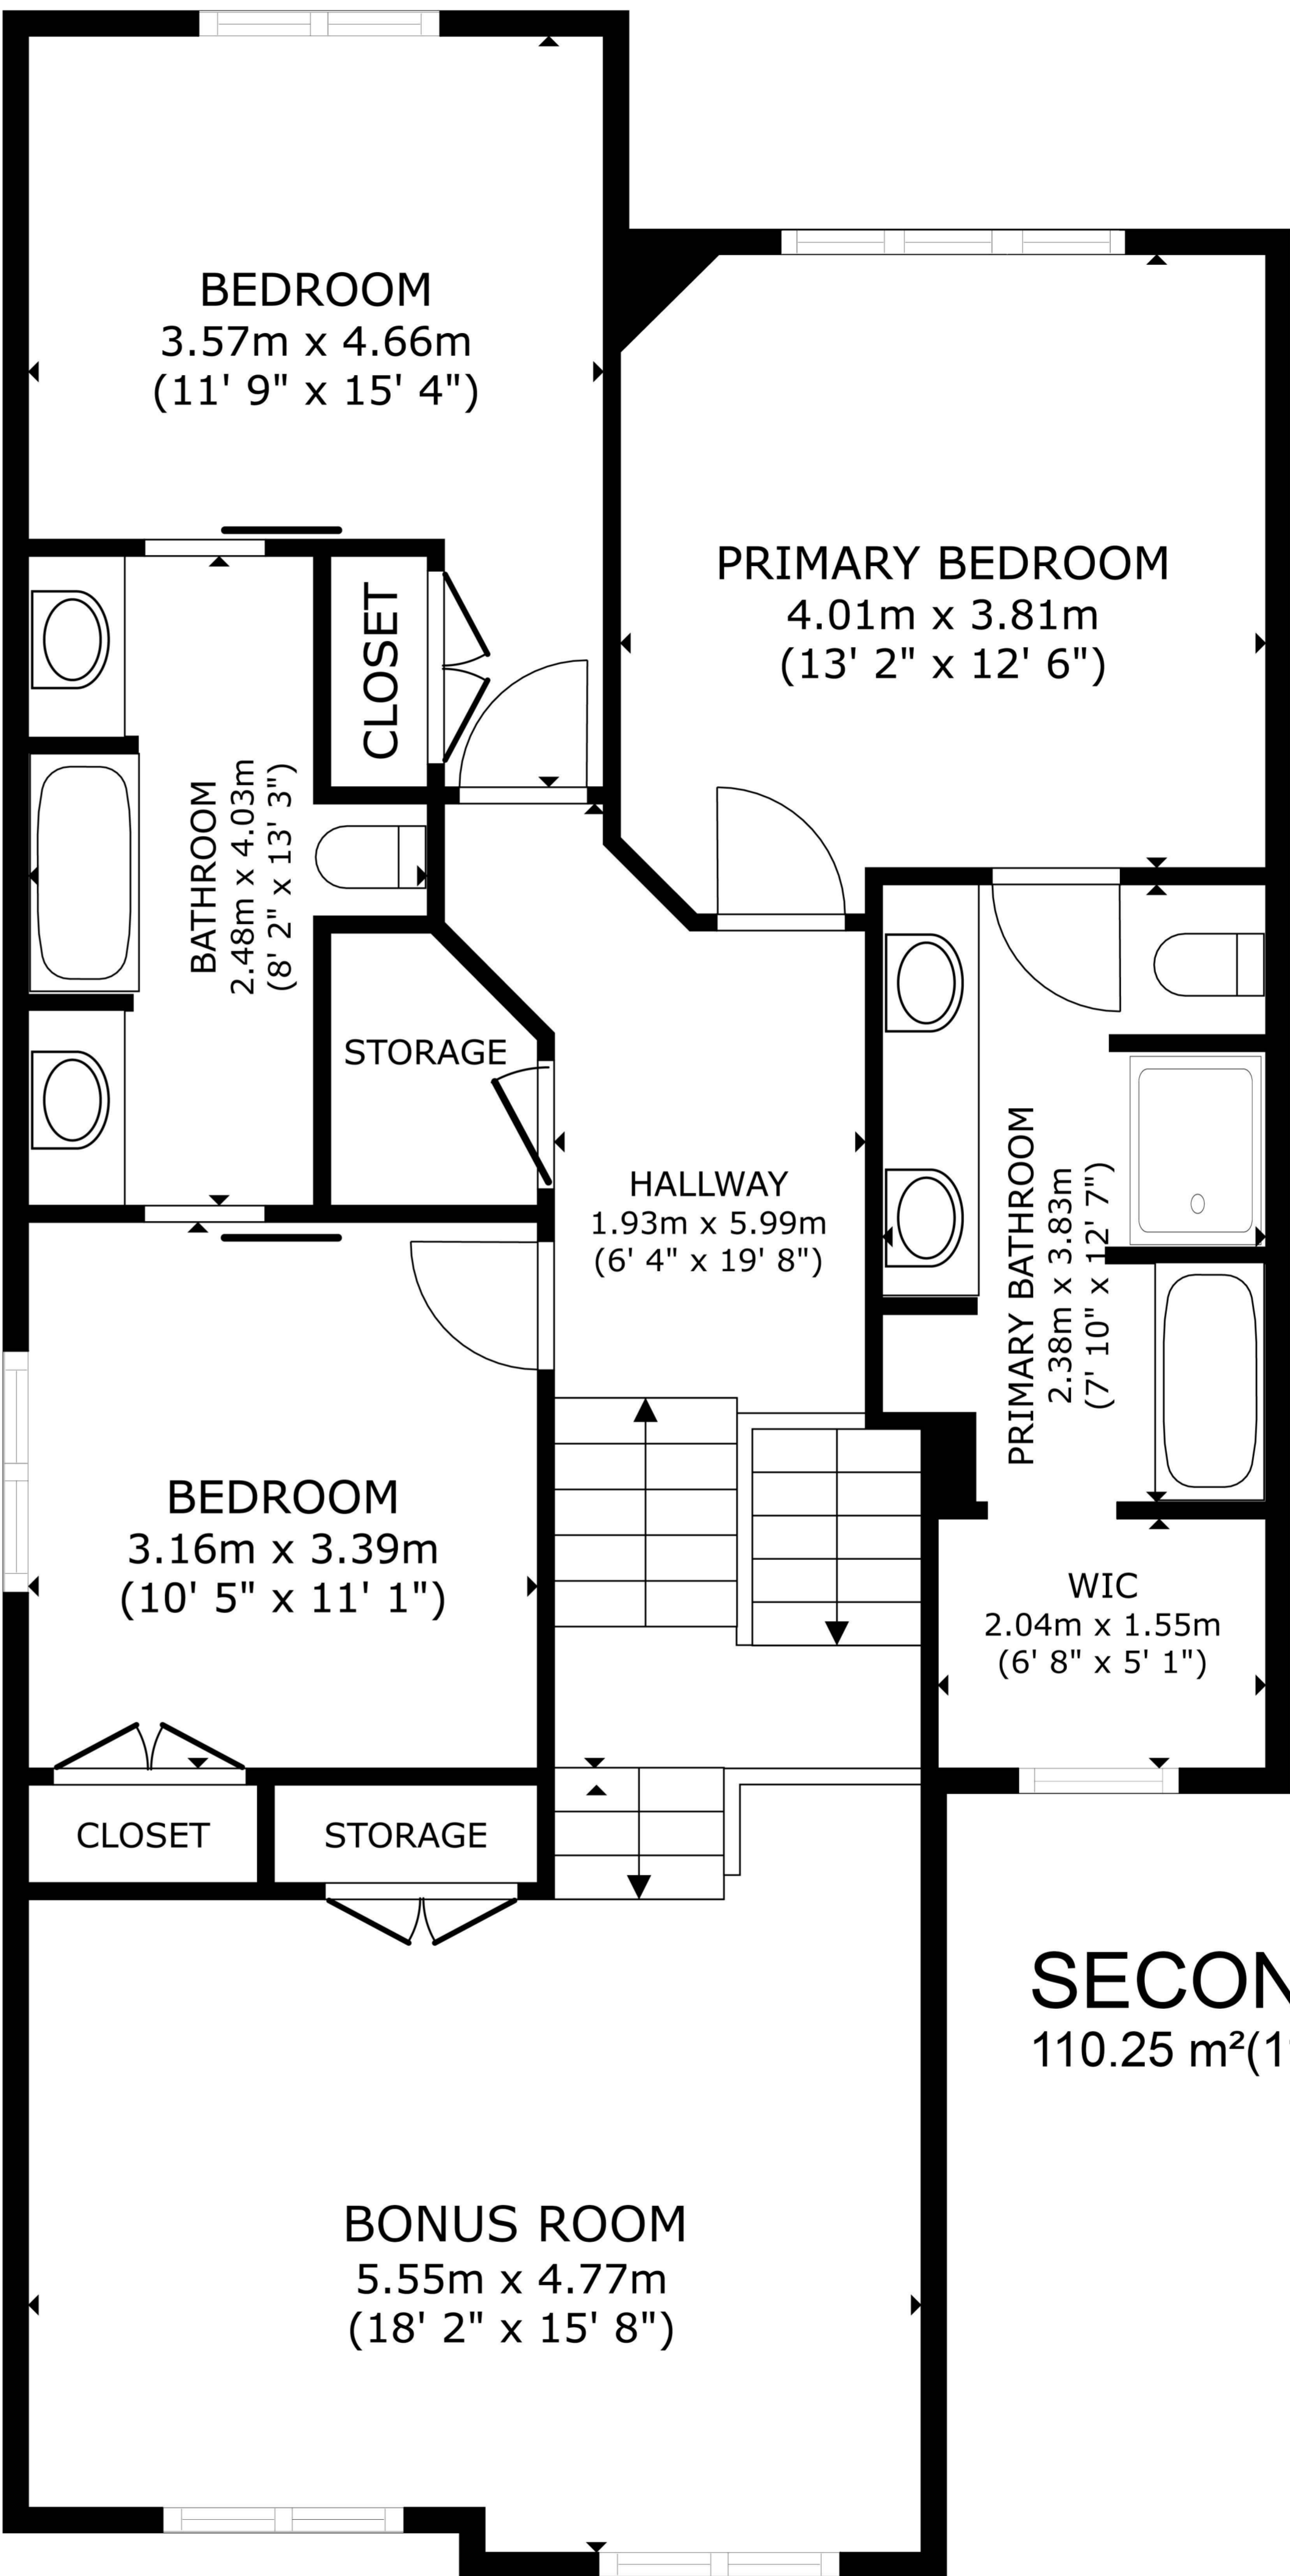 BEDROOM
3.57m x 4.66m
(11' 9" x 15' 4")
PRIMARY BEDROOM
4.01m x 3.81m
(13' 2" x 12' 6")
CLOSET
BATHROOM
2.48m x 4.03m
(8' 2" x 13' 3")
STORAGE
HALLWAY
1.93m x 5.99m
(6' 4" x 19' 8")
PRIMARY BATHROOM
2.38m x 3.83m
(7' 10" x 12' 7")
BEDROOM
3.16m x 3.39m
(10' 5" x 11' 1")
WIC
2.04m x 1.55m
(6' 8" x 5' 1")
CLOSET
STORAGE
SECON
110.25 m²(1
BONUS ROOM
5.55m x 4.77m
(18' 2" x 15' 8")